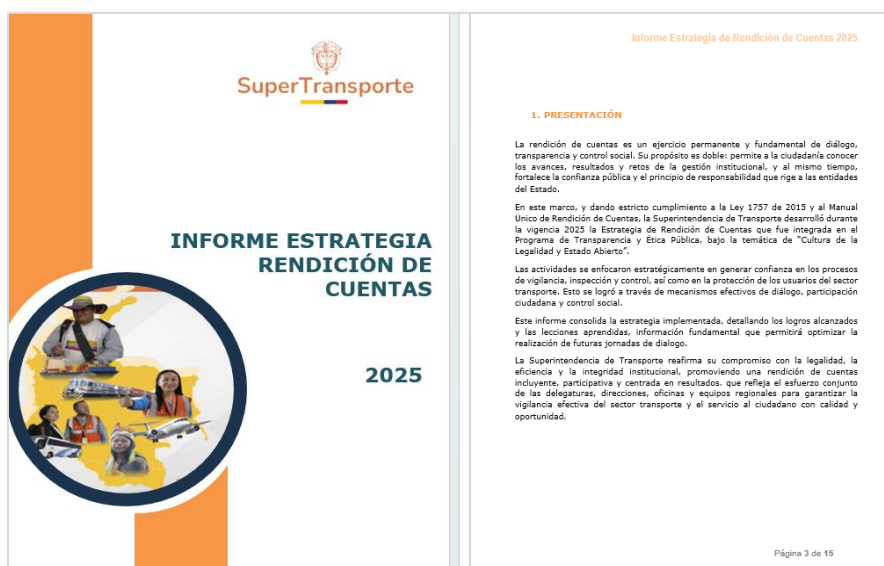 SuperTransporte
INFORME ESTRATEGIA
RENDICIÓN DE
CUENTAS
2025
Informe Estrategia de Rendición de Cuentas 2025
1. PRESENTACIÓN
La rendición de cuentas es un ejercicio permanente y fundamental de diálogo,
transparencia y control social. Su propósito es doble: permite a la ciudadanía conocer
los avances, resultados y retos de la gestión institucional, y al mismo tiempo,
fortalece la confianza pública y el principio de responsabilidad que rige a las entidades
del Estado.
En este marco, y dando estricto cumplimiento a la Ley 1757 de 2015 y al Manual
Único de Rendición de Cuentas, la Superintendencia de Transporte desarrolló durante
la vigencia 2025 la Estrategia de Rendición de Cuentas que fue integrada en el
Programa de Transparencia y Ética Pública, bajo la temática de "Cultura de la
Legalidad y Estado Abierto".
Las actividades se enfocaron estratégicamente en generar confianza en los procesos
de vigilancia, inspección y control, así como en la protección de los usuarios del sector
transporte. Esto se logró a través de mecanismos efectivos de diálogo, participación
ciudadana y control social.
Este informe consolida la estrategia implementada, detallando los logros alcanzados
y las lecciones aprendidas, información fundamental que permitirá optimizar la
realización de futuras jornadas de dialogo.
La Superintendencia de Transporte reafirma su compromiso con la legalidad, la
eficiencia y la integridad institucional, promoviendo una rendición de cuentas
incluyente, participativa y centrada en resultados. que refleja el esfuerzo conjunto
de las delegaturas, direcciones, oficinas y equipos regionales para garantizar la
vigilancia efectiva del sector transporte y el servicio al ciudadano con calidad y
oportunidad.
Página 3 de 15